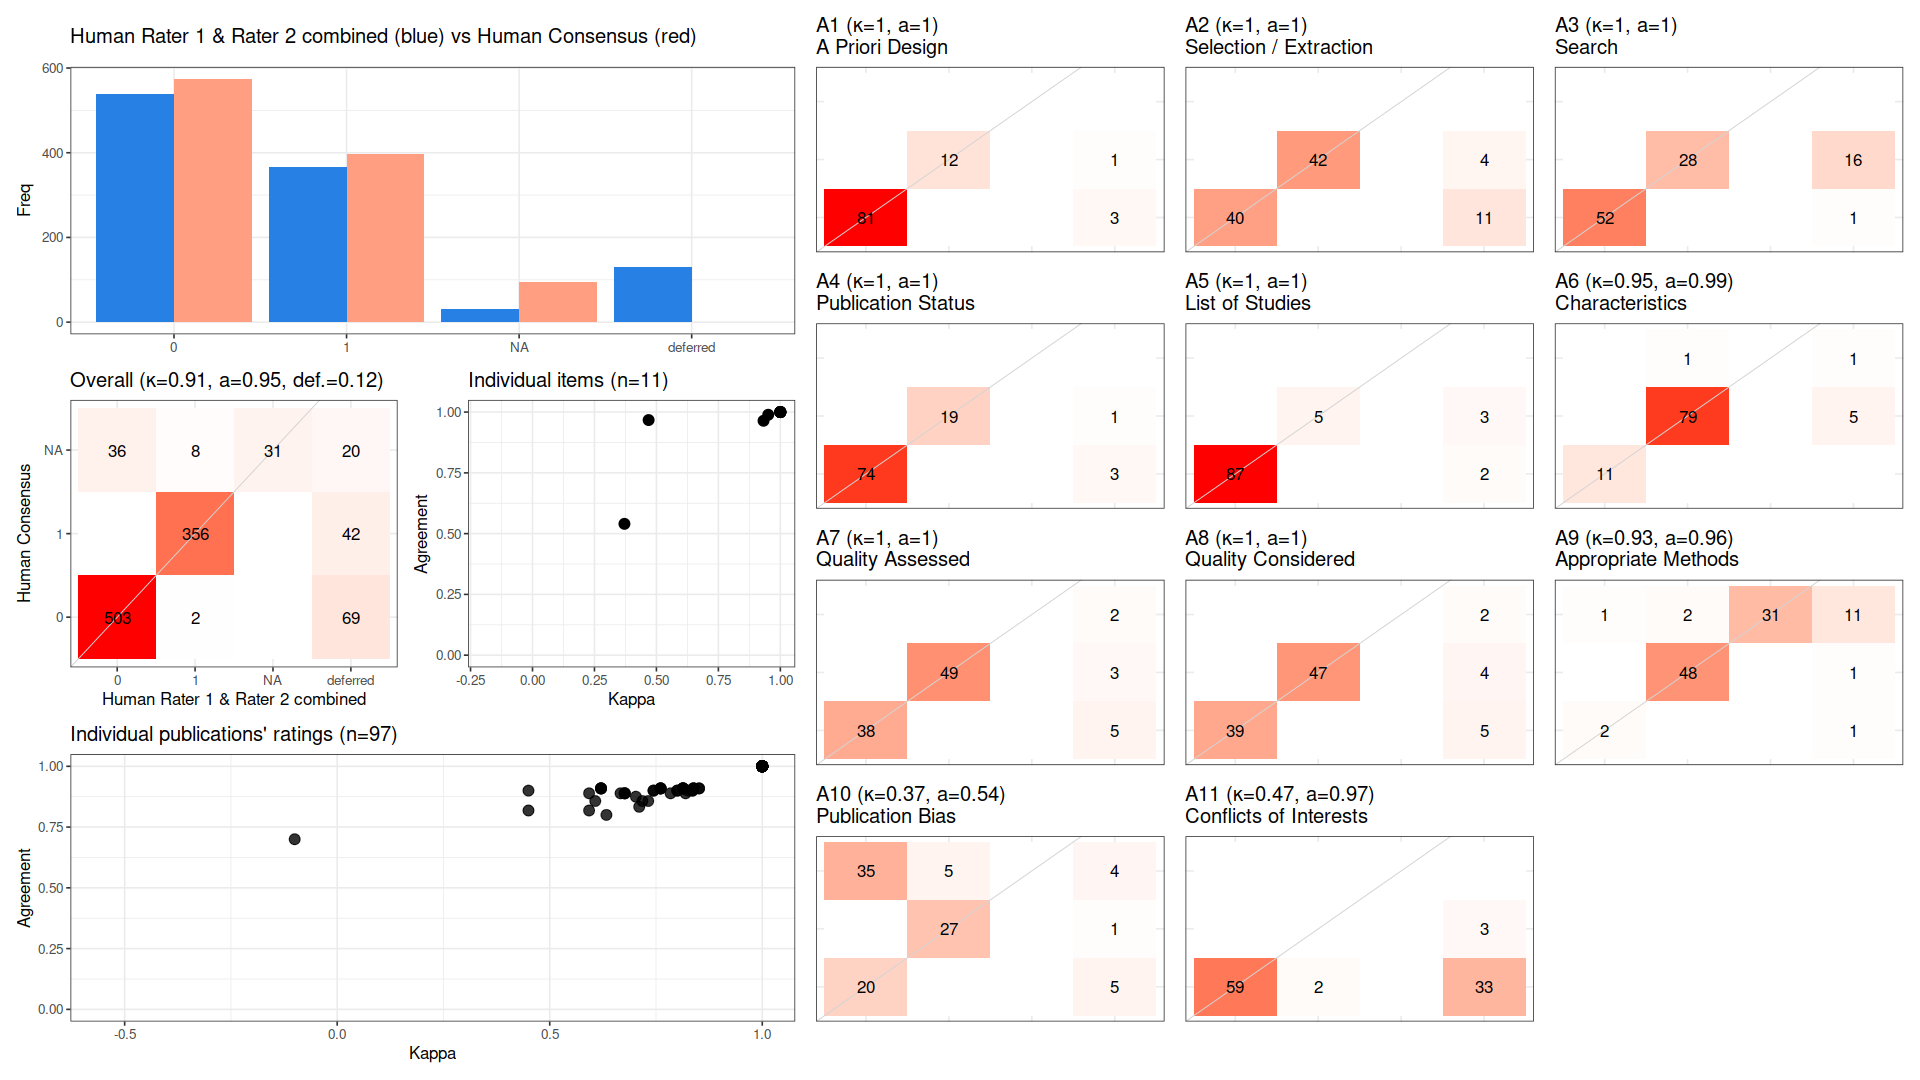 Human Rater 1 & Rater 2 combined (blue) vs Human Consensus (red)
Freq
600
400
200
0
0 1 NA deferred
Overall (κ=0.91, a=0.95, def.=0.12)
Human Consensus
NA
1
0
36 8 31 20
356 42
503 2 69
0 1 NA deferred
Human Rater 1 & Rater 2 combined
Individual items (n=11)
Agreement
1.00
0.75
0.50
0.25
0.00
-0.25 0.00 0.25 0.50 0.75 1.00
Kappa
Individual publications' ratings (n=97)
Agreement
1.00
0.75
0.50
0.25
0.00
-0.5 0.0 0.5 1.0
Kappa
A1 (κ=1, a=1)
A Priori Design
12 1
81 3
A2 (κ=1, a=1)
Selection / Extraction
42 4
40 11
A3 (κ=1, a=1)
Search
28 16
52 1
A4 (κ=1, a=1)
Publication Status
19 1
74 3
A5 (κ=1, a=1)
List of Studies
5 3
87 2
A6 (κ=0.95, a=0.99)
Characteristics
1 1
79 5
11
A7 (κ=1, a=1)
Quality Assessed
2
49 3
38 5
A8 (κ=1, a=1)
Quality Considered
2
47 4
39 5
A9 (κ=0.93, a=0.96)
Appropriate Methods
1 2 31 11
48 1
2 1
A10 (κ=0.37, a=0.54)
Publication Bias
35 5 4
27 1
20 5
A11 (κ=0.47, a=0.97)
Conflicts of Interests
3
59 2 33